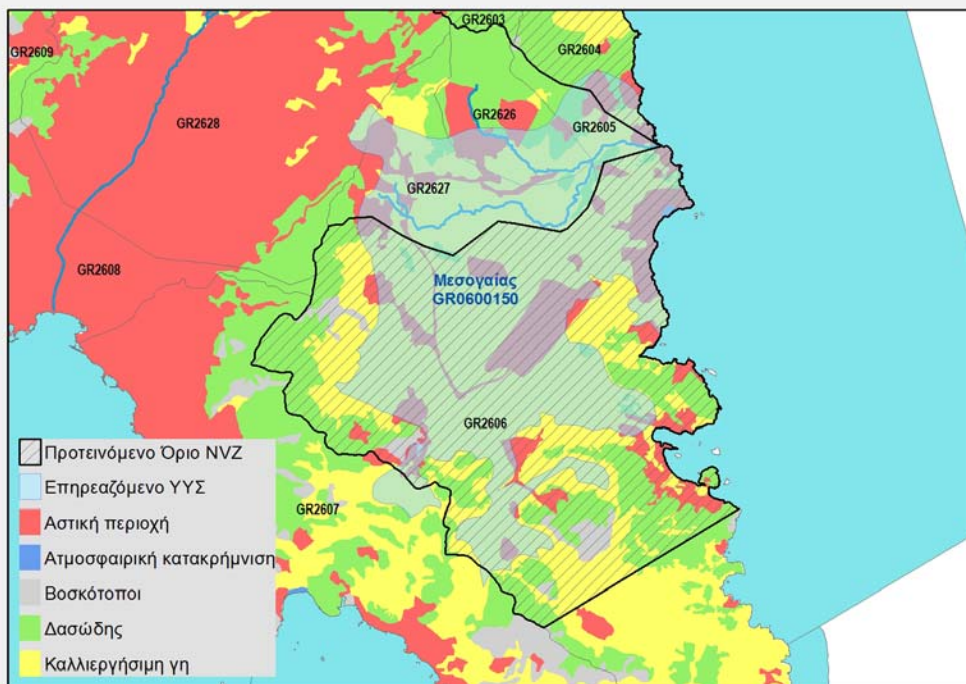 GR2603
GR2604
GR2609
GR2626
GR2628
GR2605
GR2627
GR2608
Μεσογαίας
GR0600150
GR2606
GR2607
Προτεινόμενο Όριο NVZ
Επηρεαζόμενο ΥΥΣ
Αστική περιοχή
Ατμοσφαιρική κατακρήμνιση
Βοσκότοποι
Δασώδης
Καλλιεργήσιμη γη